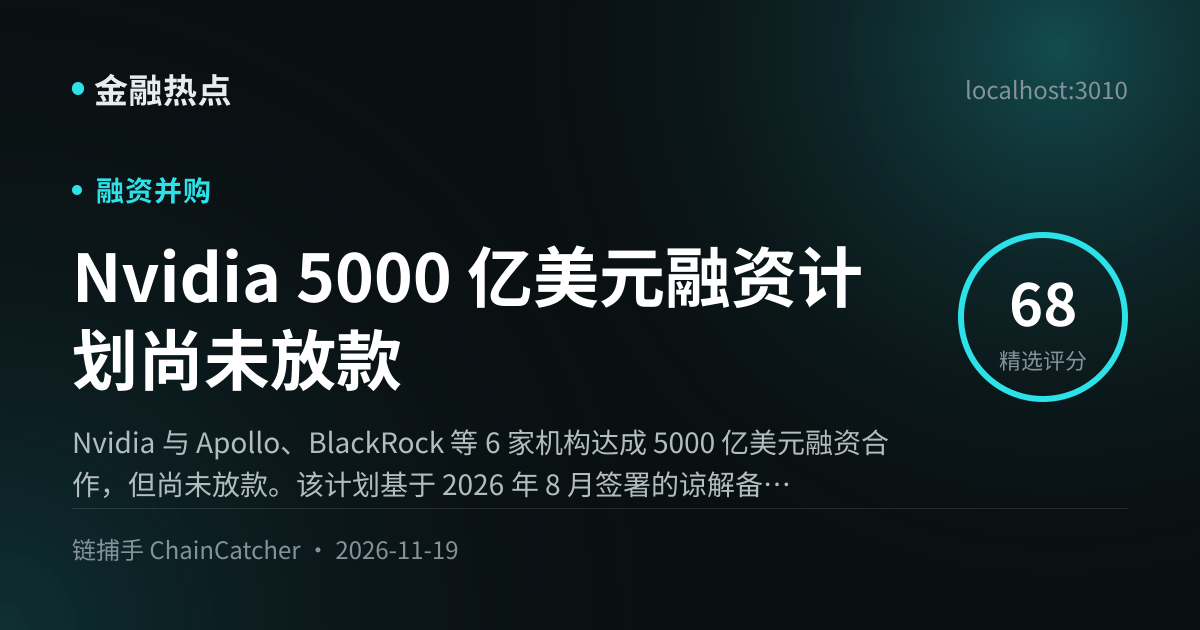 金融热点
localhost:3010
融资并购
Nvidia 5000 亿美元融资计
划尚未放款
68
精选评分
Nvidia 与 Apollo、BlackRock 等 6 家机构达成 5000 亿美元融资合
作，但尚未放款。该计划基于 2026 年 8 月签署的谅解备…
链捕手 ChainCatcher • 2026-11-19